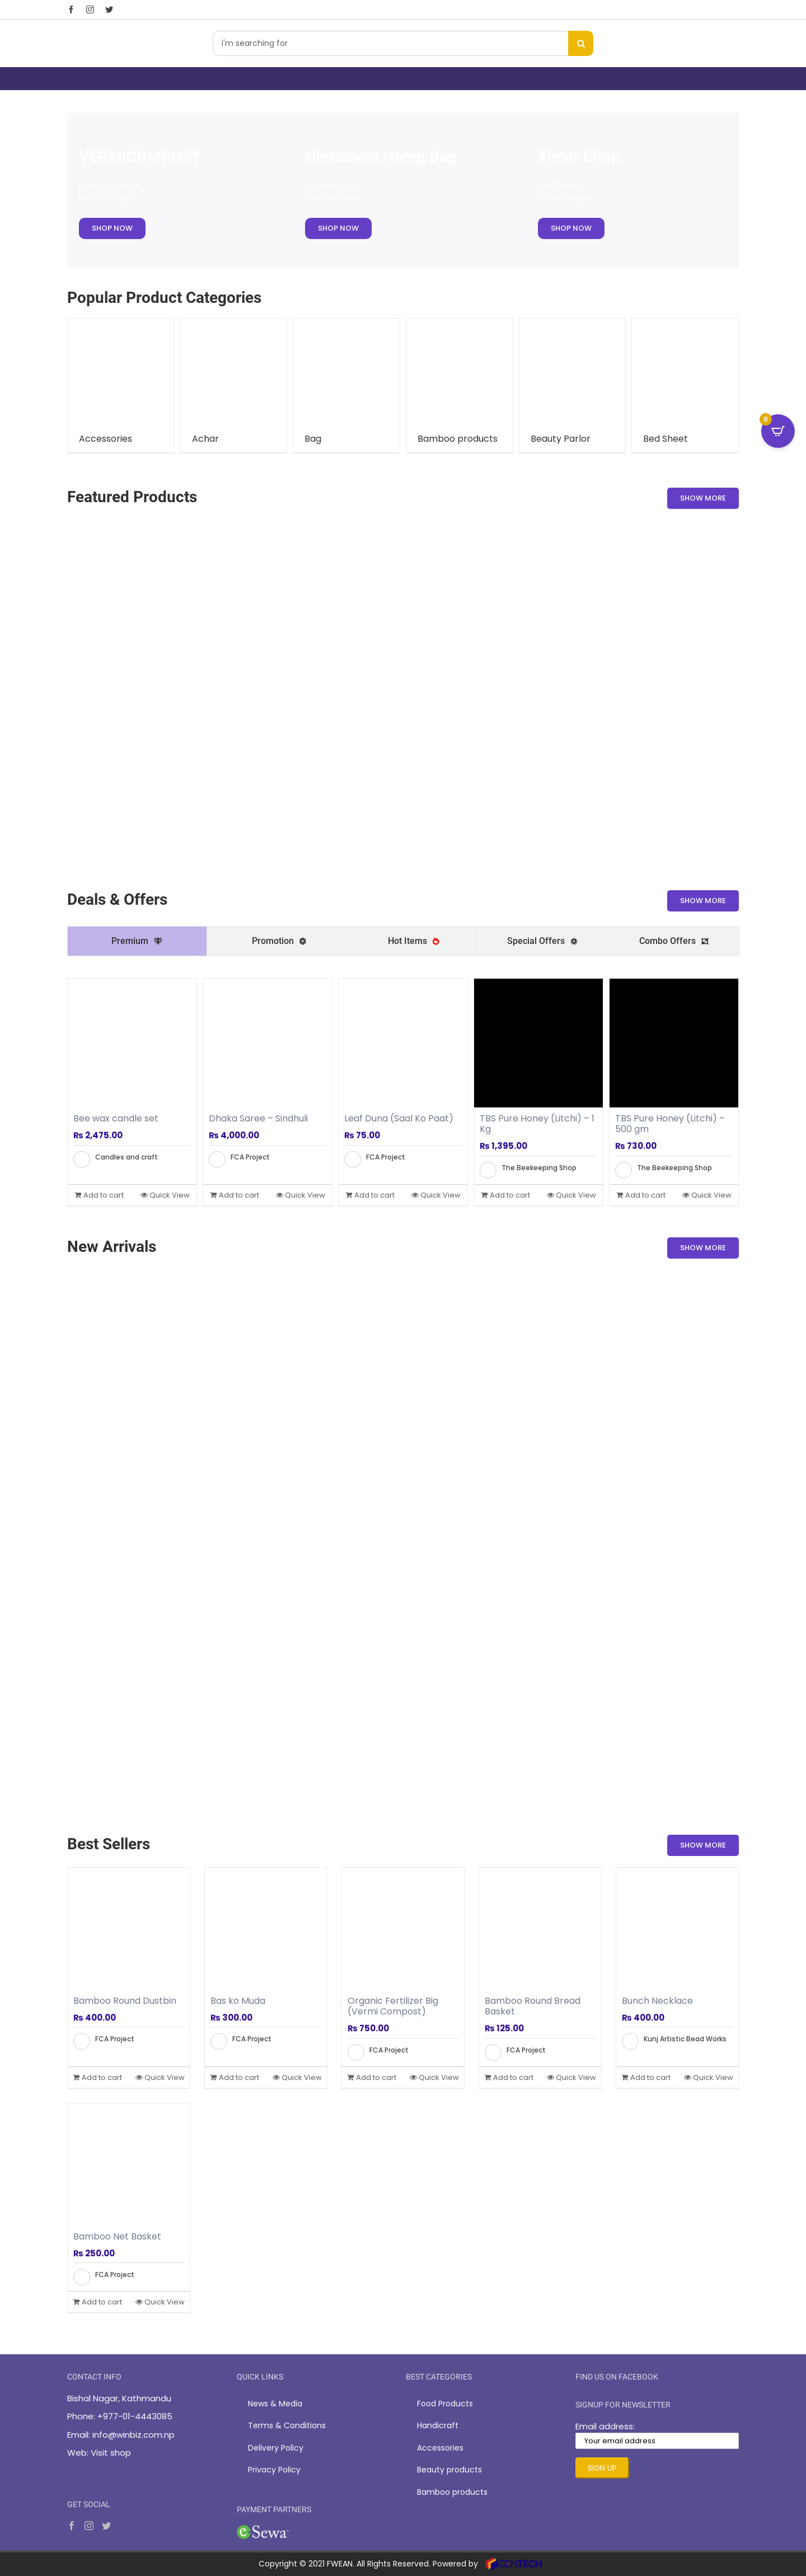 I'm searching for
VERMICOMPOST
SHOP NOW
Himalayan Hemp Bag
SHOP NOW
Timur Chop
SHOP NOW
Popular Product Categories
Accessories
Achar
Bag
Bamboo products
Beauty Parlor
Bed Sheet
0
Featured Products
SHOW MORE
Deals & Offers
SHOW MORE
Premium
Promotion
Hot Items
Special Offers
Combo Offers
Bee wax candle set
₨ 2,475.00
Candles and craft
Add to cart
Quick View
Dhaka Saree – Sindhuli
₨ 4,000.00
FCA Project
Add to cart
Quick View
Leaf Duna (Saal Ko Paat)
₨ 75.00
FCA Project
Add to cart
Quick View
TBS Pure Honey (Litchi) – 1
Kg
₨ 1,395.00
The Beekeeping Shop
Add to cart
Quick View
TBS Pure Honey (Litchi) –
500 gm
₨ 730.00
The Beekeeping Shop
Add to cart
Quick View
New Arrivals
SHOW MORE
Best Sellers
SHOW MORE
Bamboo Round Dustbin
₨ 400.00
FCA Project
Add to cart
Quick View
Bas ko Muda
₨ 300.00
FCA Project
Add to cart
Quick View
Organic Fertilizer Big
(Vermi Compost)
₨ 750.00
FCA Project
Add to cart
Quick View
Bamboo Round Bread
Basket
₨ 125.00
FCA Project
Add to cart
Quick View
Bunch Necklace
₨ 400.00
Kunj Artistic Bead Works
Add to cart
Quick View
Bamboo Net Basket
₨ 250.00
FCA Project
Add to cart
Quick View
CONTACT INFO
Bishal Nagar, Kathmandu
Phone: +977-01-4443085
Email: info@winbiz.com.np
Web: Visit shop
GET SOCIAL
QUICK LINKS
News & Media
Terms & Conditions
Delivery Policy
Privacy Policy
PAYMENT PARTNERS
eSewa
BEST CATEGORIES
Food Products
Handicraft
Accessories
Beauty products
Bamboo products
FIND US ON FACEBOOK
SIGNUP FOR NEWSLETTER
Email address:
Your email address
SIGN UP
Copyright © 2021 FWEAN. All Rights Reserved. Powered by
GENTECH